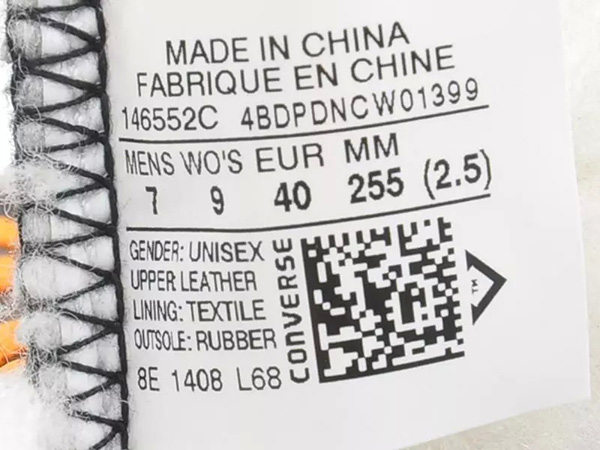 MADE IN CHINA
FABRIQUE EN CHINE
146552C 4BDPDNCW01399
MENS WO'S EUR MM
7 9 40 255 (2.5)
GENDER: UNISEX
UPPER LEATHER
LINING: TEXTILE
OUTSOLE: RUBBER
8E 1408 L68
CONVERSE
TM